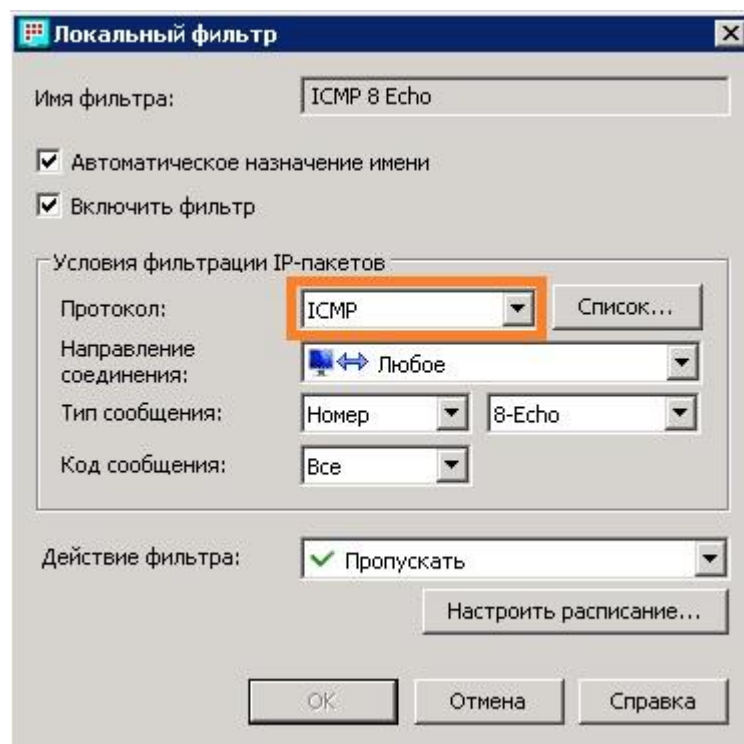 Локальный фильтр
Имя фильтра: ICMP 8 Echo
Автоматическое назначение имени
Включить фильтр
Условия фильтрации IP-пакетов
Протокол: ICMP Список...
Направление
соединения: Любое
Тип сообщения: Номер 8-Echo
Код сообщения: Все
Действие фильтра: Пропускать
Настроить расписание...
OK Отмена Справка